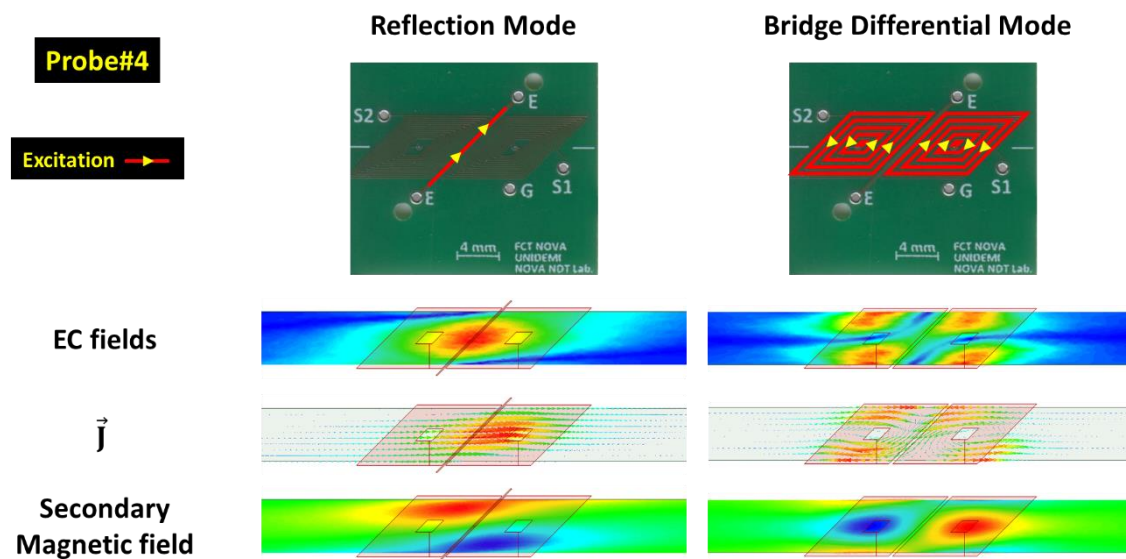 Reflection Mode
Bridge Differential Mode
Probe#4
Excitation
E
S2
S1
E
G
4 mm
FCT NOVA
UNIDEMI
NOVA NDT Lab.
E
S2
S1
E
G
4 mm
FCT NOVA
UNIDEMI
NOVA NDT Lab.
EC fields
J⃗
Secondary
Magnetic field